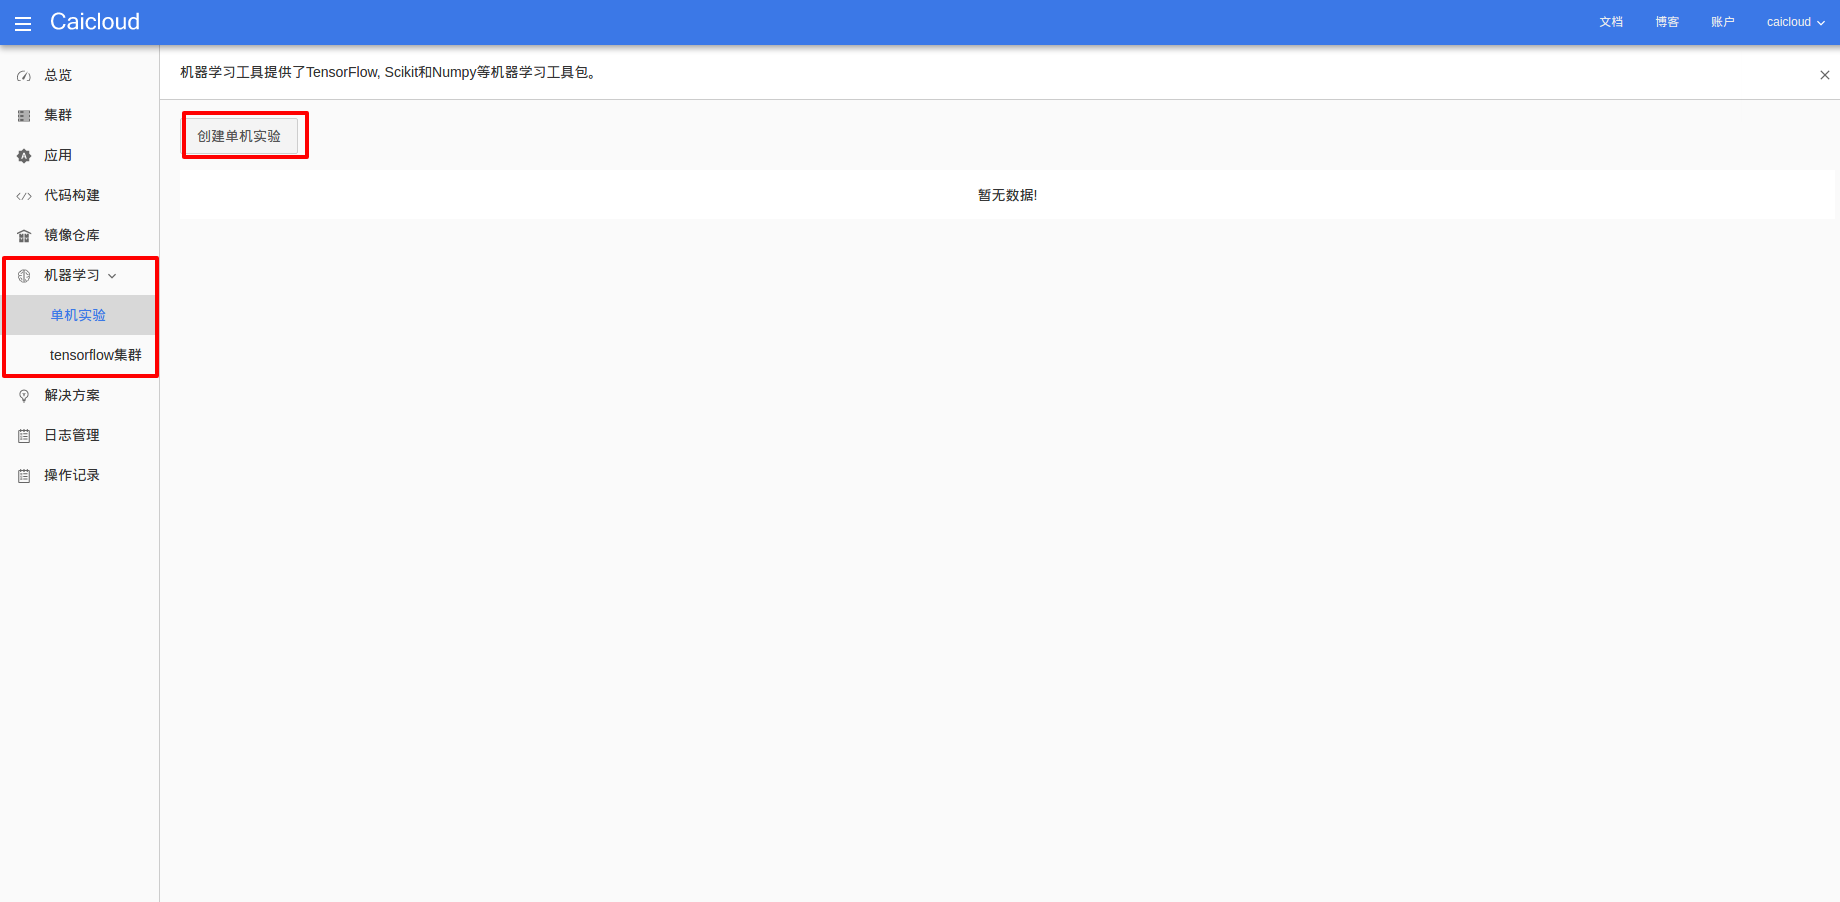 Caicloud
文档
博客
账户
caicloud
总览
集群
应用
代码构建
镜像仓库
机器学习
单机实验
tensorflow集群
解决方案
日志管理
操作记录
机器学习工具提供了TensorFlow, Scikit和Numpy等机器学习工具包。
创建单机实验
暂无数据!